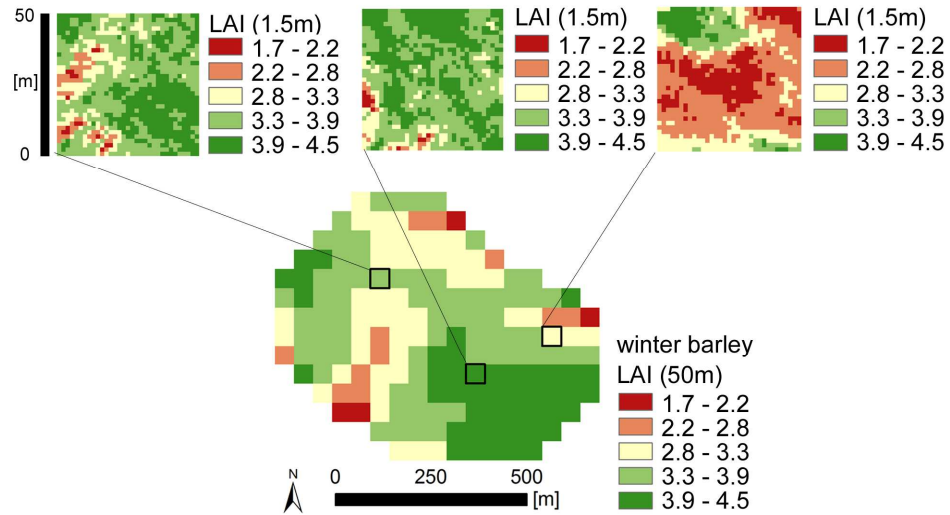 50
[m]
0
LAI (1.5m)
1.7 - 2.2
2.2 - 2.8
2.8 - 3.3
3.3 - 3.9
3.9 - 4.5
LAI (1.5m)
1.7 - 2.2
2.2 - 2.8
2.8 - 3.3
3.3 - 3.9
3.9 - 4.5
LAI (1.5m)
1.7 - 2.2
2.2 - 2.8
2.8 - 3.3
3.3 - 3.9
3.9 - 4.5
winter barley
LAI (50m)
1.7 - 2.2
2.2 - 2.8
2.8 - 3.3
3.3 - 3.9
3.9 - 4.5
N
0 250 500
[m]